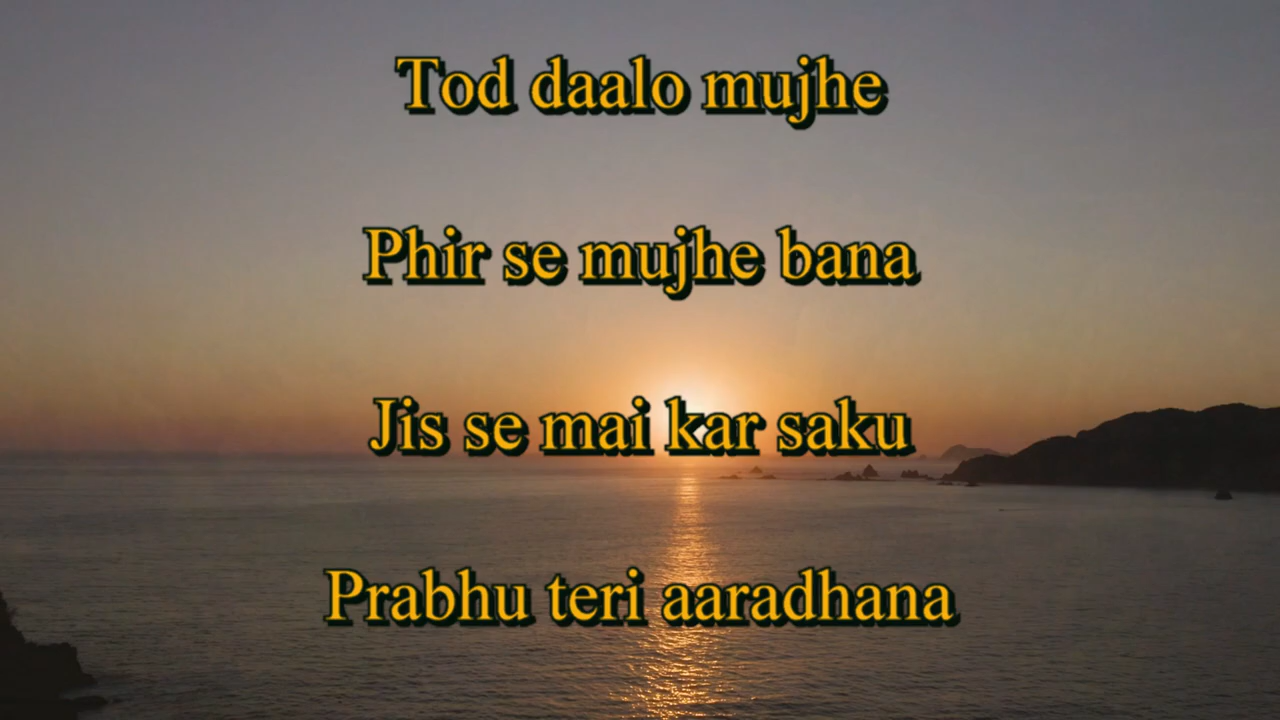 Tod daalo mujhe
Phir se mujhe bana
Jis se mai kar saku
Prabhu teri aaradhana